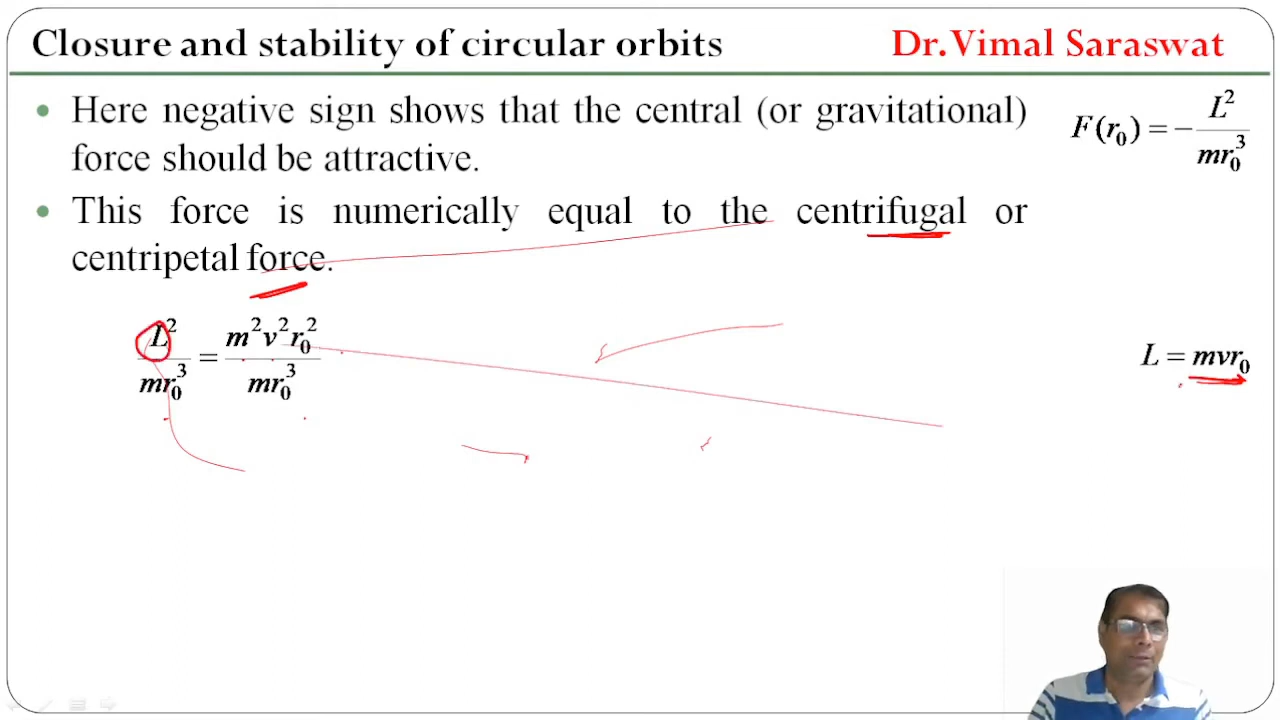 Closure and stability of circular orbits Dr. Vimal Saraswat
• Here negative sign shows that the central (or gravitational)
force should be attractive.
F(r₀) = − L²/mr₀³
• This force is numerically equal to the centrifugal or
centripetal force.
L²/mr₀³ = m²v²r₀²/mr₀³
L = mvr₀